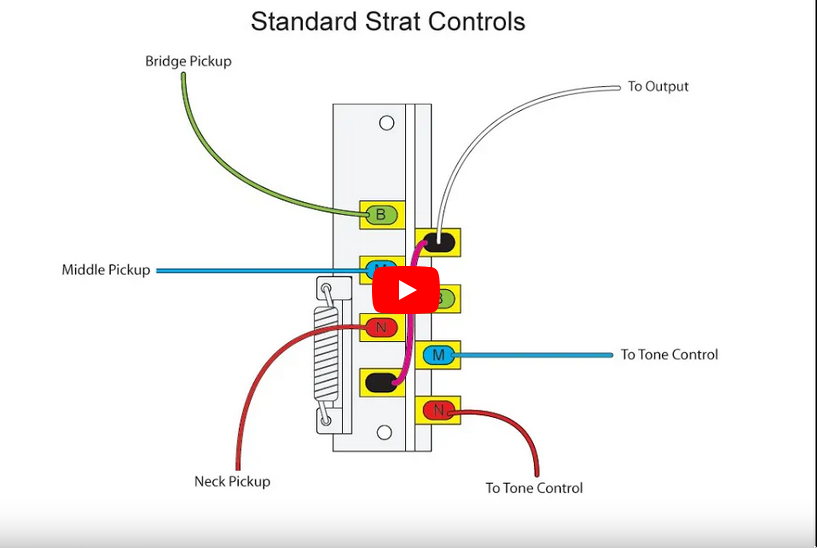 Standard Strat Controls
Bridge Pickup
To Output
B
Middle Pickup
B
N
M
To Tone Control
N
Neck Pickup
To Tone Control